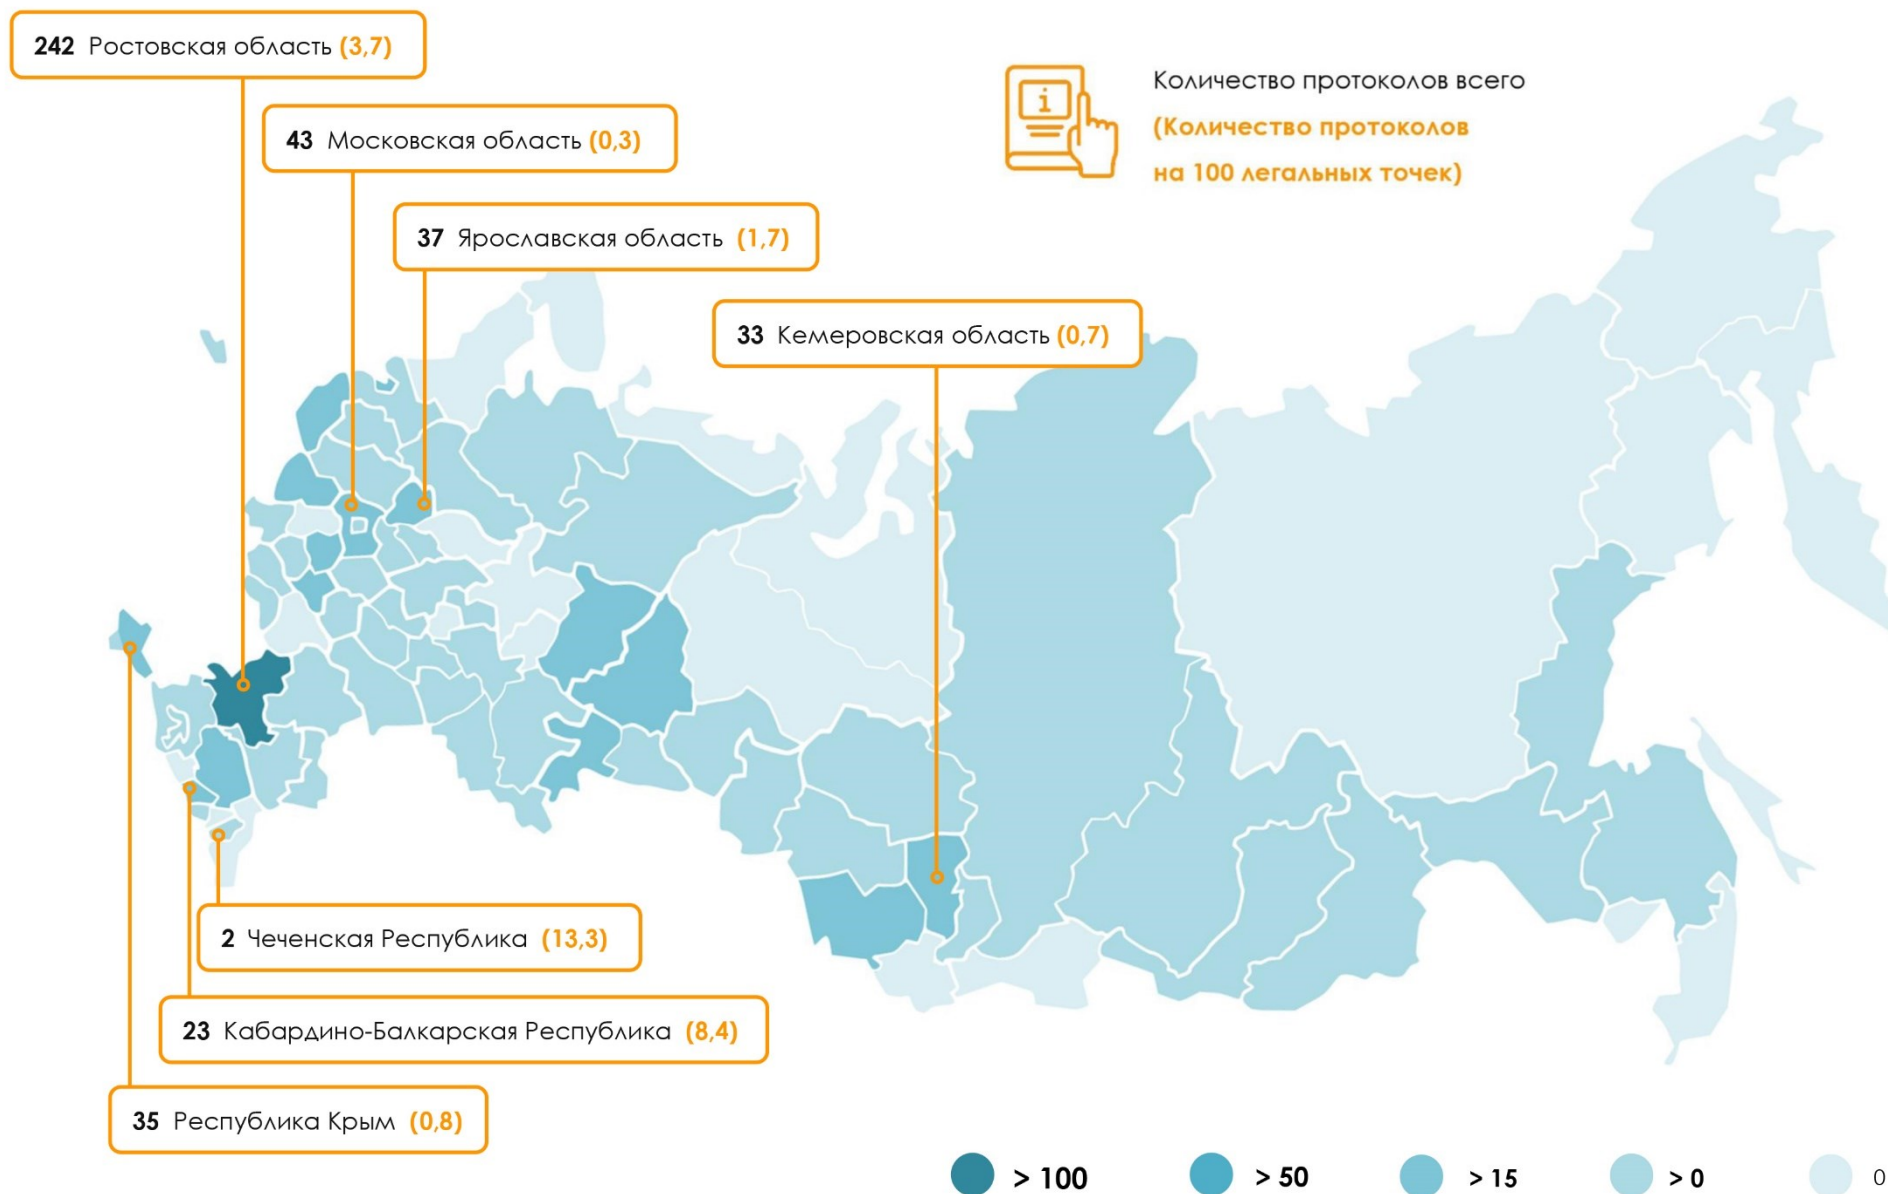 242 Ростовская область (3,7)
43 Московская область (0,3)
37 Ярославская область (1,7)
33 Кемеровская область (0,7)
i
Количество протоколов всего
(Количество протоколов
на 100 легальных точек)
2 Чеченская Республика (13,3)
23 Кабардино-Балкарская Республика (8,4)
35 Республика Крым (0,8)
> 100 > 50 > 15 > 0 0